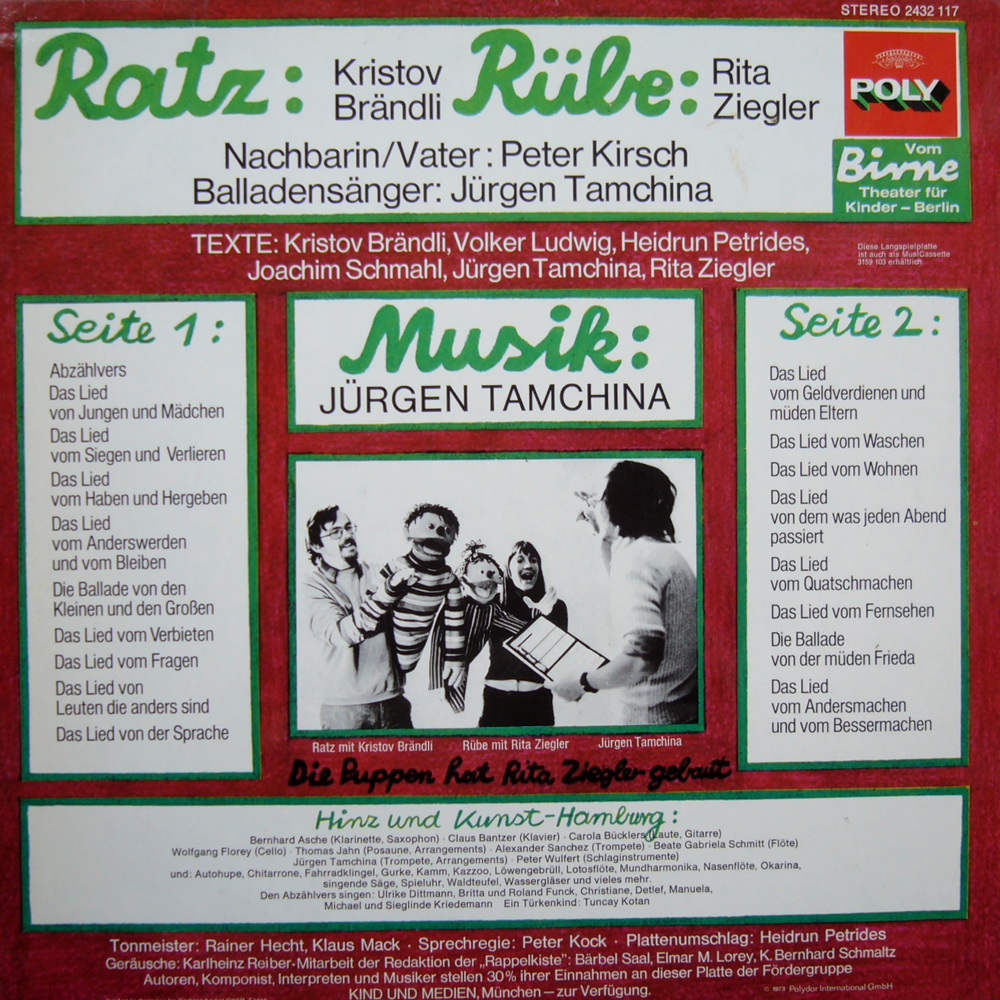 STEREO 2432 117
Ratz: Kristov Brändli
Rübe: Rita Ziegler
Nachbarin/Vater: Peter Kirsch
Balladensänger: Jürgen Tamchina
POLY
Vom
Birne
Theater für
Kinder – Berlin
TEXTE: Kristov Brändli, Volker Ludwig, Heidrun Petrides,
Joachim Schmahl, Jürgen Tamchina, Rita Ziegler
Diese Langspielplatte
ist auch als MusiCassette
3159 103 erhältlich
Seite 1:
Abzählvers
Das Lied
von Jungen und Mädchen
Das Lied
vom Siegen und Verlieren
Das Lied
vom Haben und Hergeben
Das Lied
vom Anderswerden
und vom Bleiben
Die Ballade von den
Kleinen und den Großen
Das Lied vom Verbieten
Das Lied vom Fragen
Das Lied von
Leuten die anders sind
Das Lied von der Sprache
Musik:
JÜRGEN TAMCHINA
Seite 2:
Das Lied
vom Geldverdienen und
müden Eltern
Das Lied vom Waschen
Das Lied vom Wohnen
Das Lied
von dem was jeden Abend
passiert
Das Lied
vom Quatschmachen
Das Lied vom Fernsehen
Die Ballade
von der müden Frieda
Das Lied
vom Andersmachen
und vom Bessermachen
Ratz mit Kristov Brändli Rübe mit Rita Ziegler Jürgen Tamchina
Die Puppen hat Rita Ziegler gebaut
Hinz und Kunst-Hamburg:
Bernhard Asche (Klarinette, Saxophon) · Claus Bantzer (Klavier) · Carola Bücklers (Laute, Gitarre)
Wolfgang Florey (Cello) · Thomas Jahn (Posaune, Arrangements) · Alexander Sanchez (Trompete) · Beate Gabriela Schmitt (Flöte)
Jürgen Tamchina (Trompete, Arrangements) · Peter Wulfert (Schlaginstrumente)
und: Autohupe, Chitarrone, Fahrradklingel, Gurke, Kamm, Kazzoo, Löwengebrüll, Lotosflöte, Mundharmonika, Nasenflöte, Okarina,
singende Säge, Spieluhr, Waldteufel, Wassergläser und vieles mehr.
Den Abzählvers singen: Ulrike Dittmann, Britta und Roland Funck, Christiane, Detlef, Manuela,
Michael und Sieglinde Kriedemann Ein Türkenkind: Tuncay Kotan
Tonmeister: Rainer Hecht, Klaus Mack · Sprechregie: Peter Kock · Plattenumschlag: Heidrun Petrides
Geräusche: Karlheinz Reiber-Mitarbeit der Redaktion der „Rappelkiste": Bärbel Saal, Elmar M. Lorey, K. Bernhard Schmaltz
Autoren, Komponist, Interpreten und Musiker stellen 30% ihrer Einnahmen an dieser Platte der Fördergruppe
KIND UND MEDIEN, München – zur Verfügung.
© 1973 Polydor International GmbH